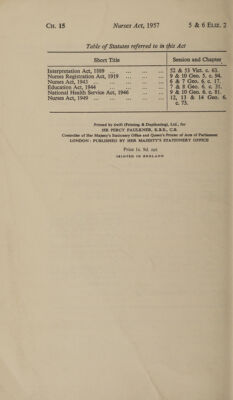 CH. 15 Nurses Act, 1957 5 & 6 ELIZ. 2
Table of Statutes referred to in this Act
Short Title Session and Chapter
Interpretation Act, 1889 ... ... ... ... 52 & 53 Vict. c. 63.
Nurses Registration Act, 1919 ... ... ... 9 & 10 Geo. 5. c. 94.
Nurses Act, 1943 ... ... ... ... ... 6 & 7 Geo. 6. c. 17.
Education Act, 1944 ... ... ... ... 7 & 8 Geo. 6. c. 31.
National Health Service Act, 1946 ... ... 9 & 10 Geo. 6. c. 81.
Nurses Act, 1949 ... ... ... ... ... 12, 13 & 14 Geo. 6.
c. 73.
Printed by Swift (Printing & Duplicating), Ltd., for
SIR PERCY FAULKNER, K.B.E., C.B.
Controller of Her Majesty's Stationery Office and Queen's Printer of Acts of Parliament
LONDON : PUBLISHED BY HER MAJESTY'S STATIONERY OFFICE
Price 1s. 9d. net
PRINTED IN ENGLAND